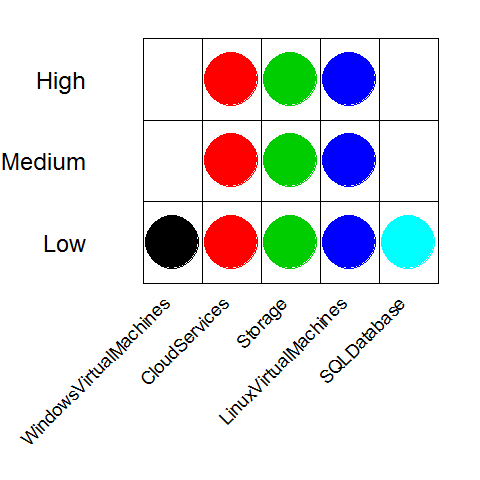 High
Medium
Low
WindowsVirtualMachines
CloudServices
Storage
LinuxVirtualMachines
SQLDatabase